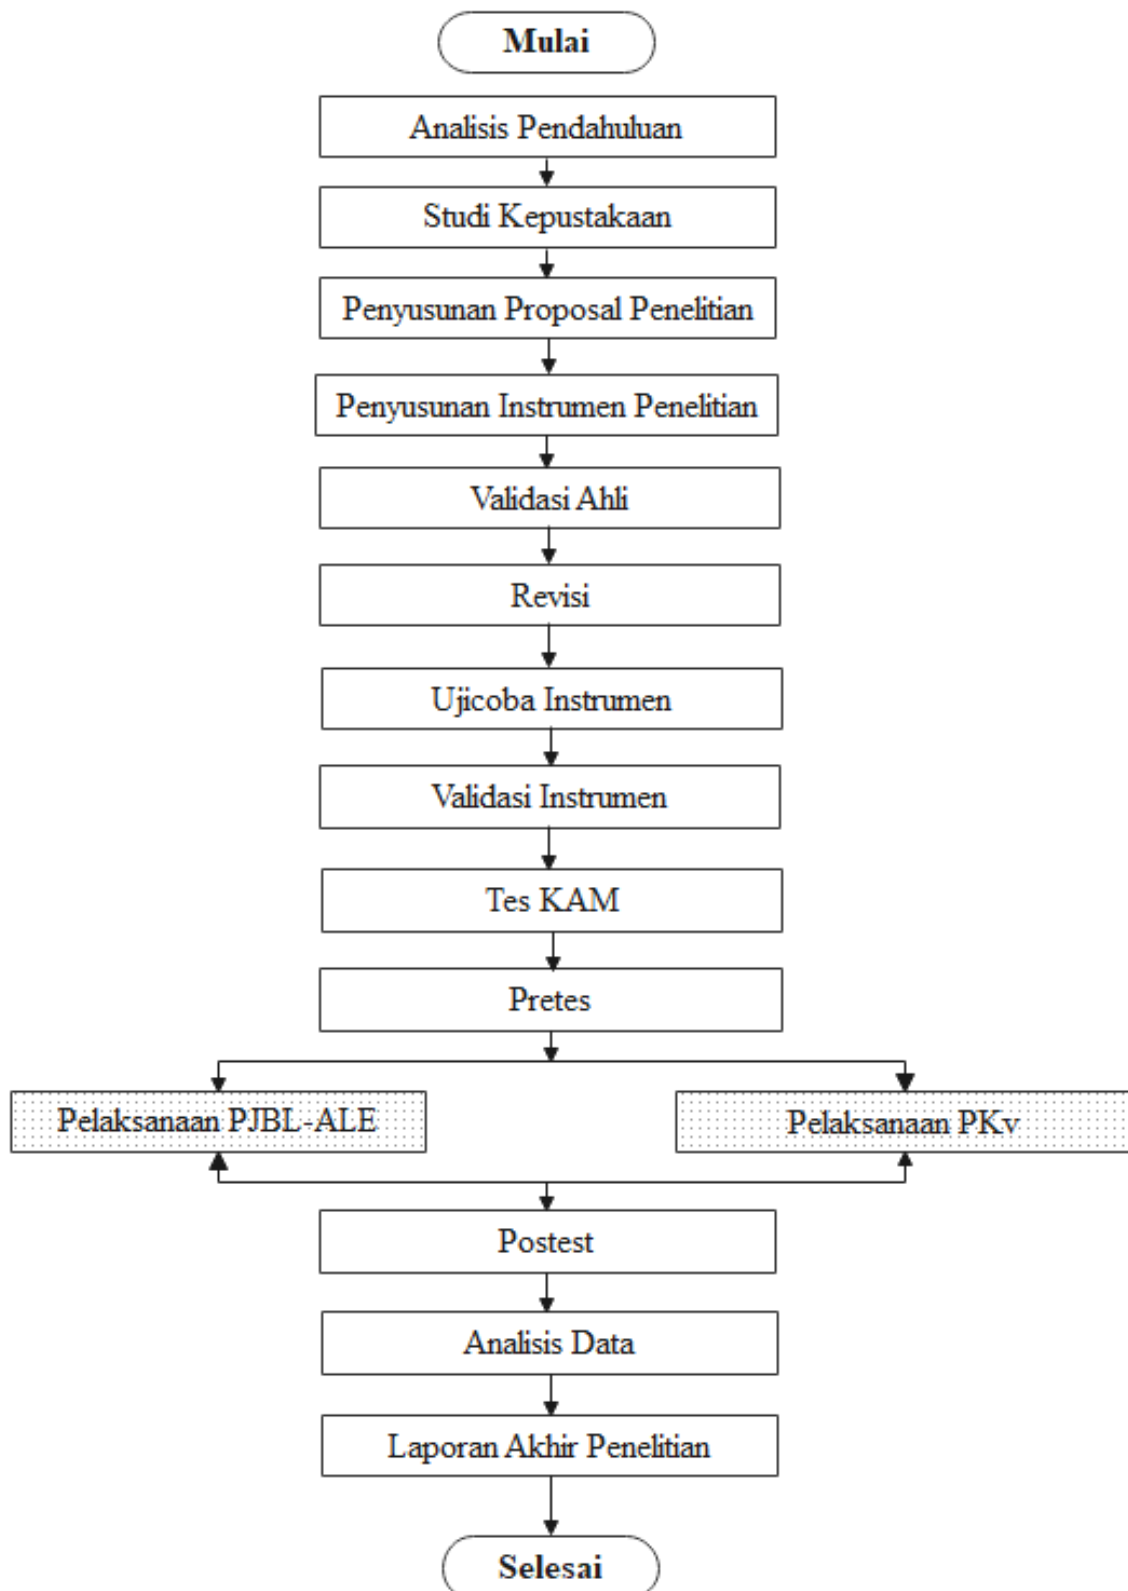 Mulai
Analisis Pendahuluan
Studi Kepustakaan
Penyusunan Proposal Penelitian
Penyusunan Instrumen Penelitian
Validasi Ahli
Revisi
Ujicoba Instrumen
Validasi Instrumen
Tes KAM
Pretes
Pelaksanaan PJBL-ALE
Pelaksanaan PKv
Postest
Analisis Data
Laporan Akhir Penelitian
Selesai